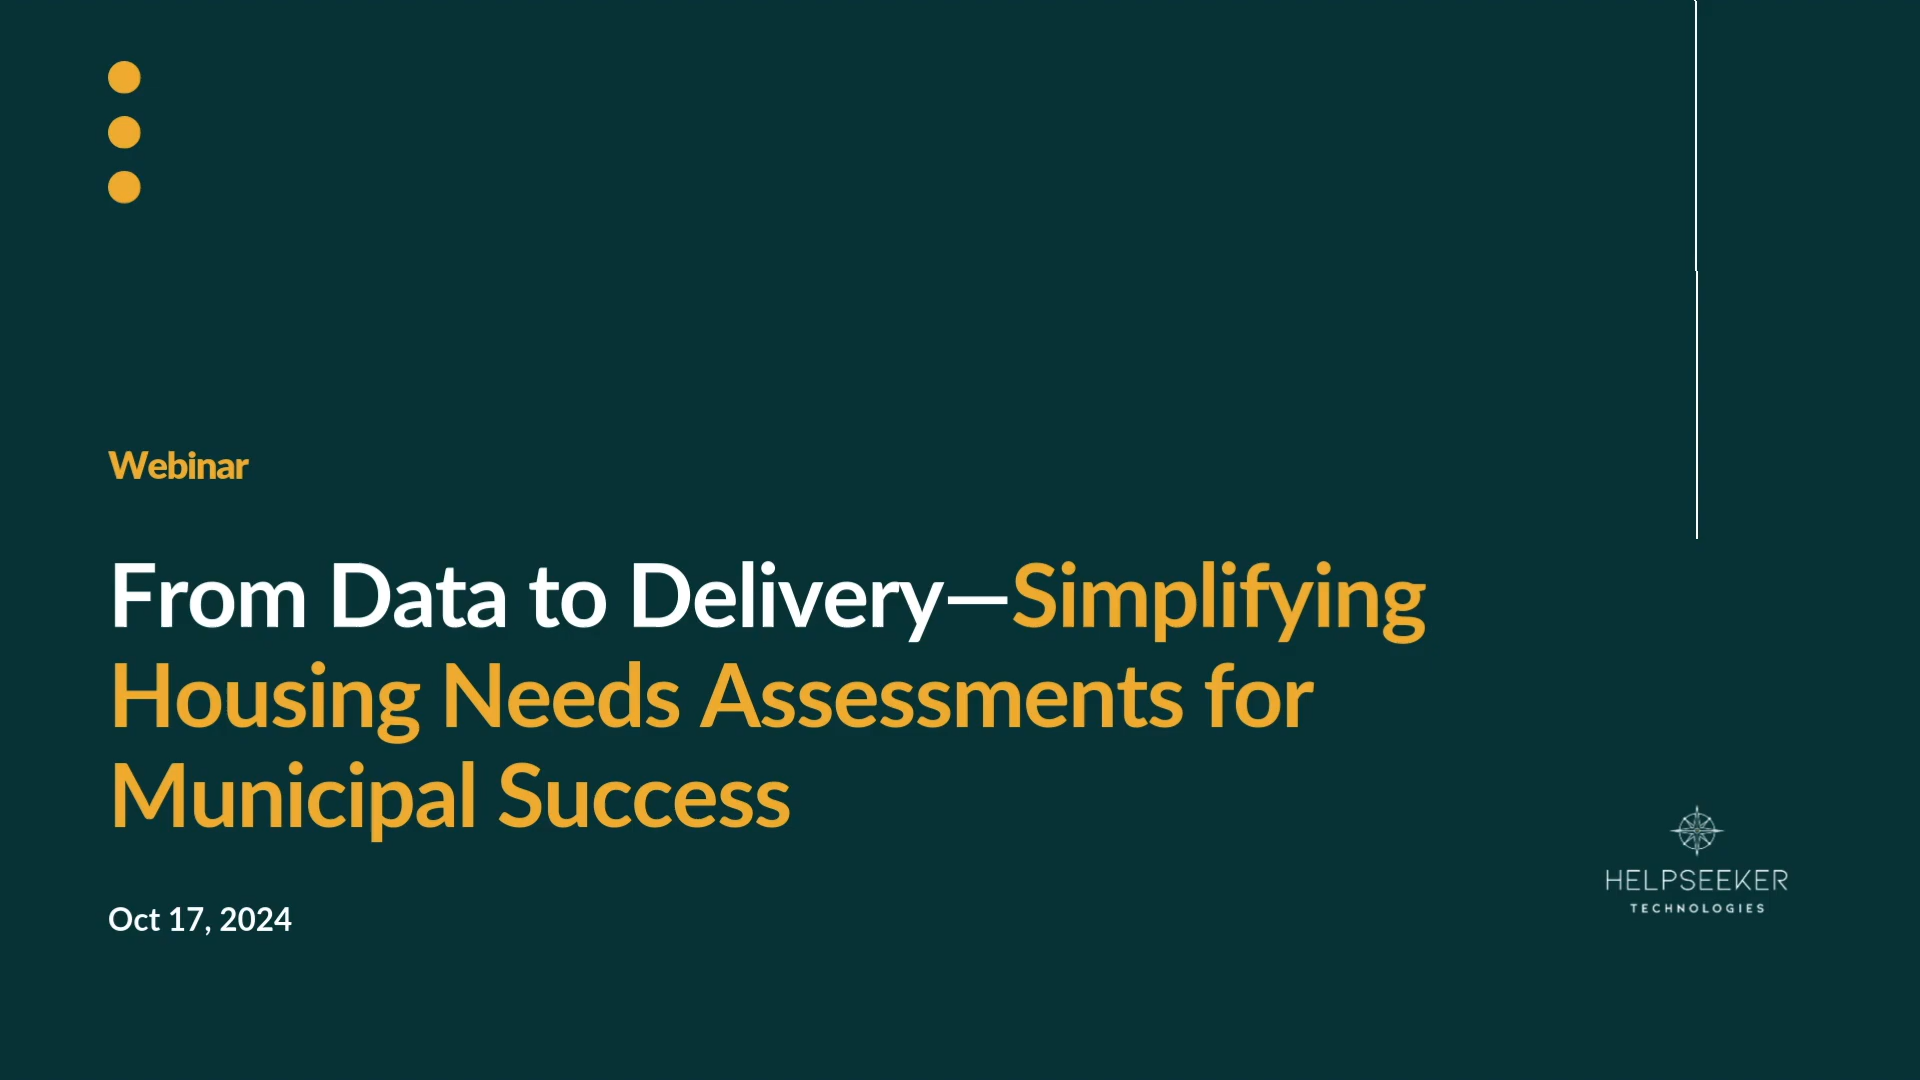 Webinar
From Data to Delivery—Simplifying
Housing Needs Assessments for
Municipal Success
Oct 17, 2024
HELPSEEKER
TECHNOLOGIES